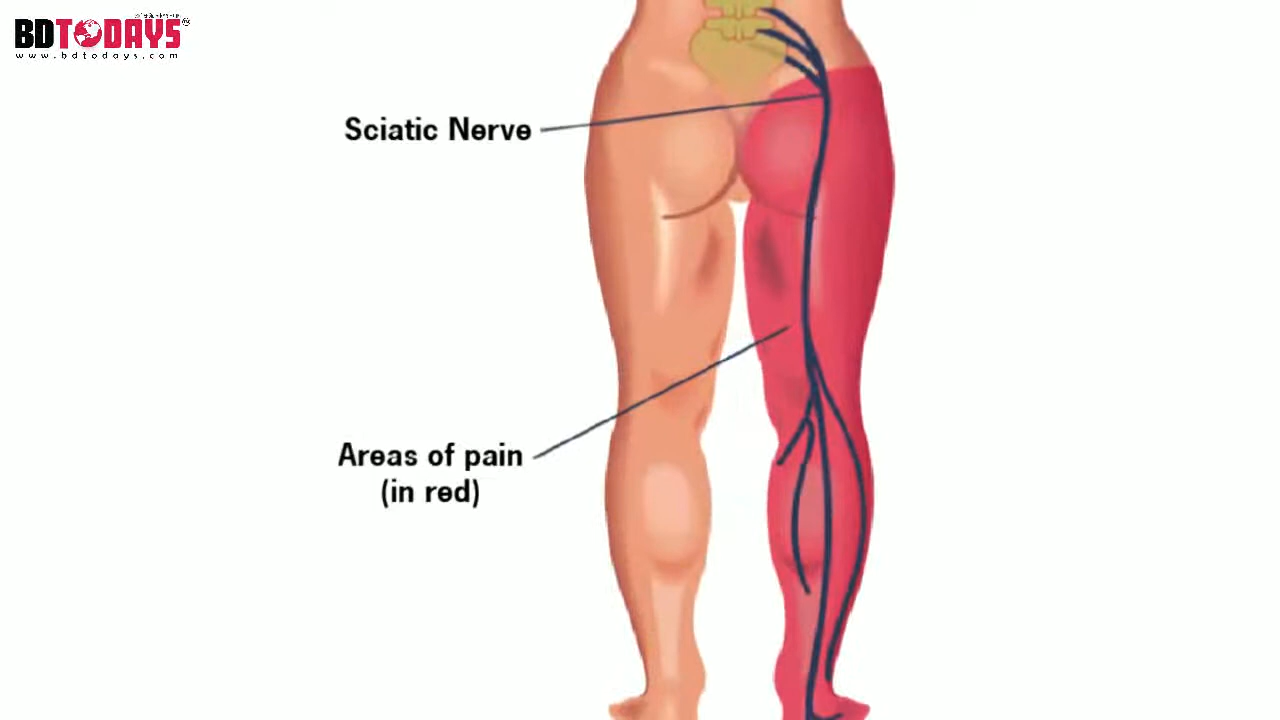 BDTODAYS
www.bdtodays.com
Sciatic Nerve
Areas of pain
(in red)